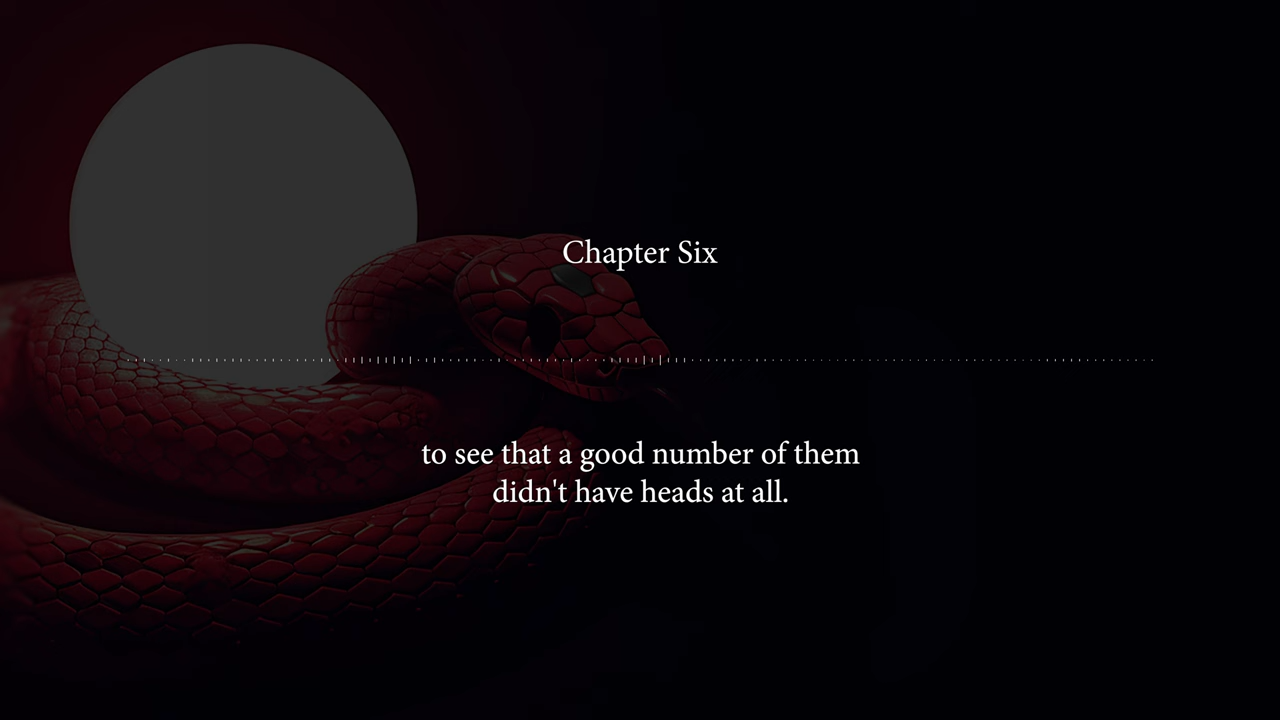 Chapter Six
to see that a good number of them
didn't have heads at all.